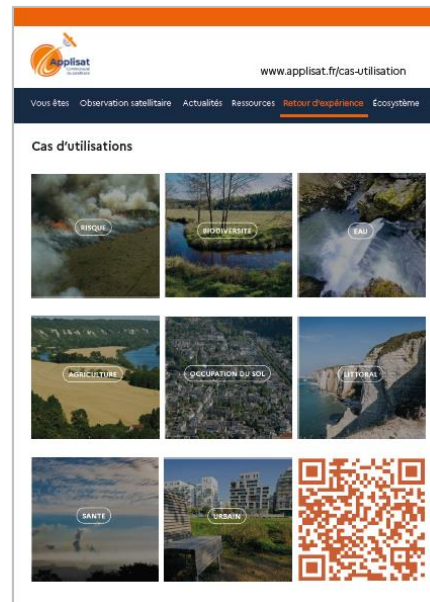 Applisat
www.applisat.fr/cas-utilisation
Vous êtes Observation satellitaire Actualités Ressources Retour d'expérience Écosystème
Cas d'utilisations
RISQUE BIODIVERSITÉ EAU
AGRICULTURE OCCUPATION DU SOL LITTORAL
SANTE URBAIN